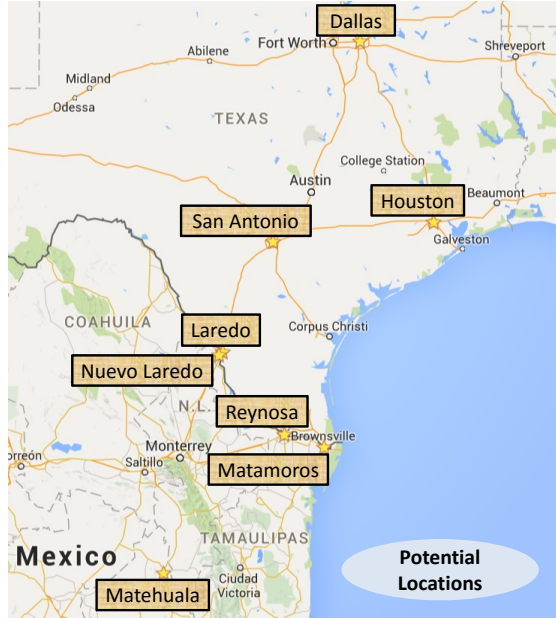 Dallas
Fort Worth
Abilene
Shreveport
Midland
Odessa
TEXAS
College Station
Austin
Houston
Beaumont
San Antonio
Galveston
COAHUILA
Laredo
Corpus Christi
Nuevo Laredo
N.L.
Reynosa
Brownsville
Monterrey
orreón
Saltillo
Matamoros
TAMAULIPAS
Mexico
Potential
Locations
Ciudad
Victoria
Matehuala